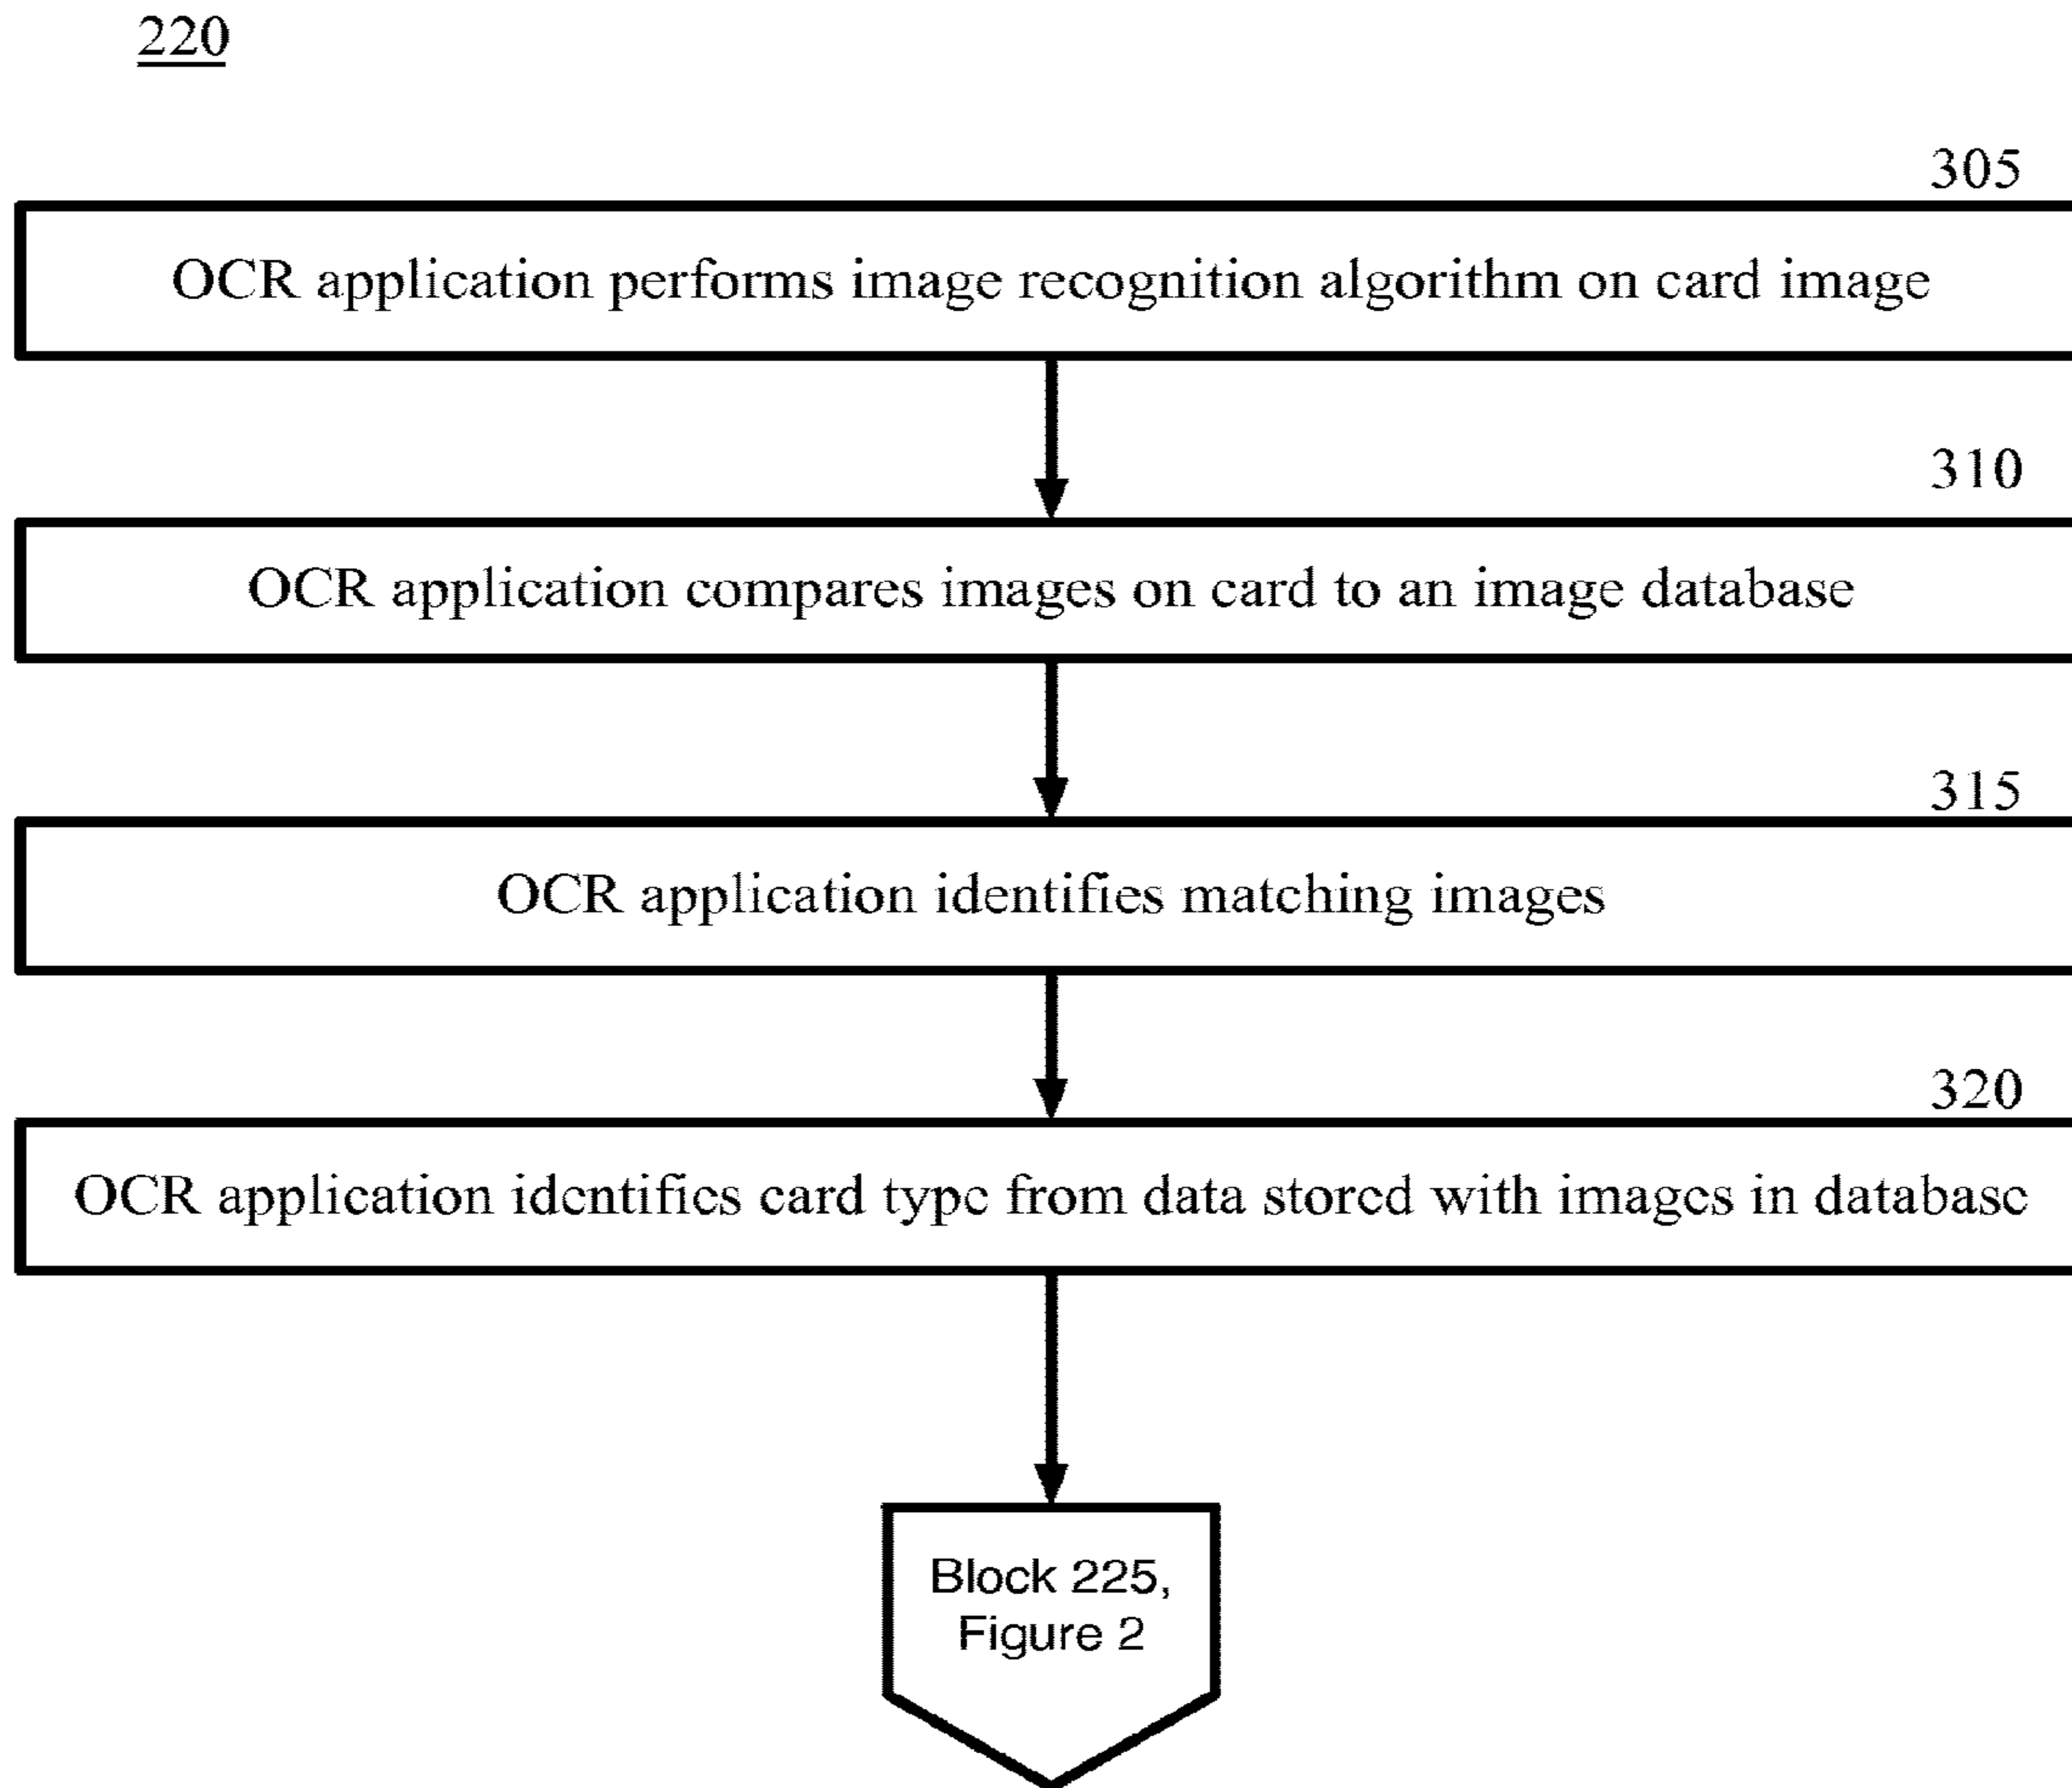 220
305
OCR application performs image recognition algorithm on card image
310
OCR application compares images on card to an image database
315
OCR application identifies matching images
320
OCR application identifies card type from data stored with images in database
Block 225,
Figure 2